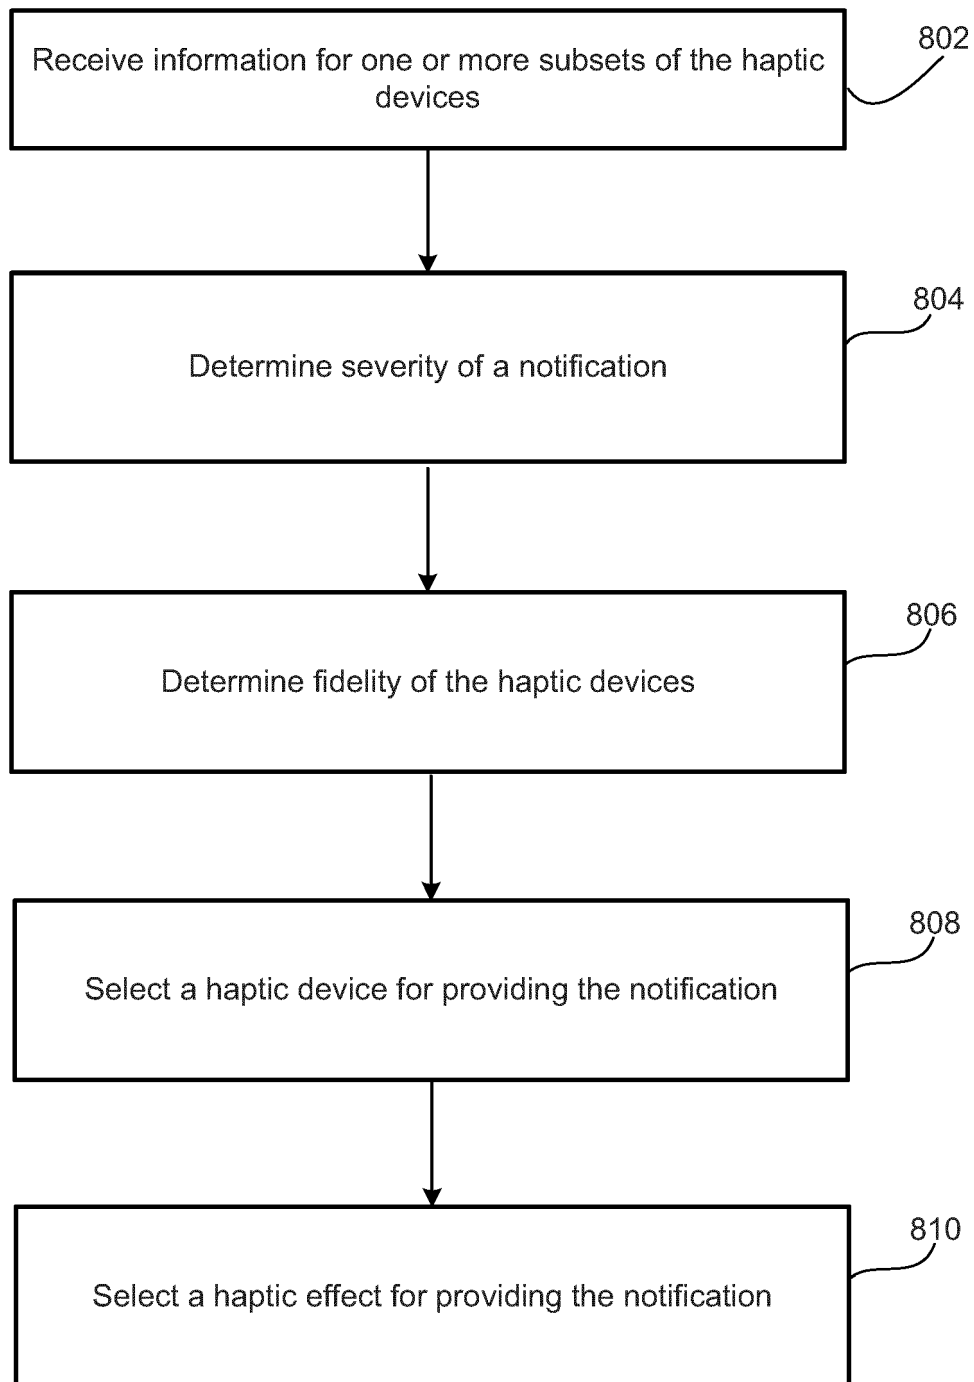 Receive information for one or more subsets of the haptic
devices
802
Determine severity of a notification
804
Determine fidelity of the haptic devices
806
Select a haptic device for providing the notification
808
Select a haptic effect for providing the notification
810